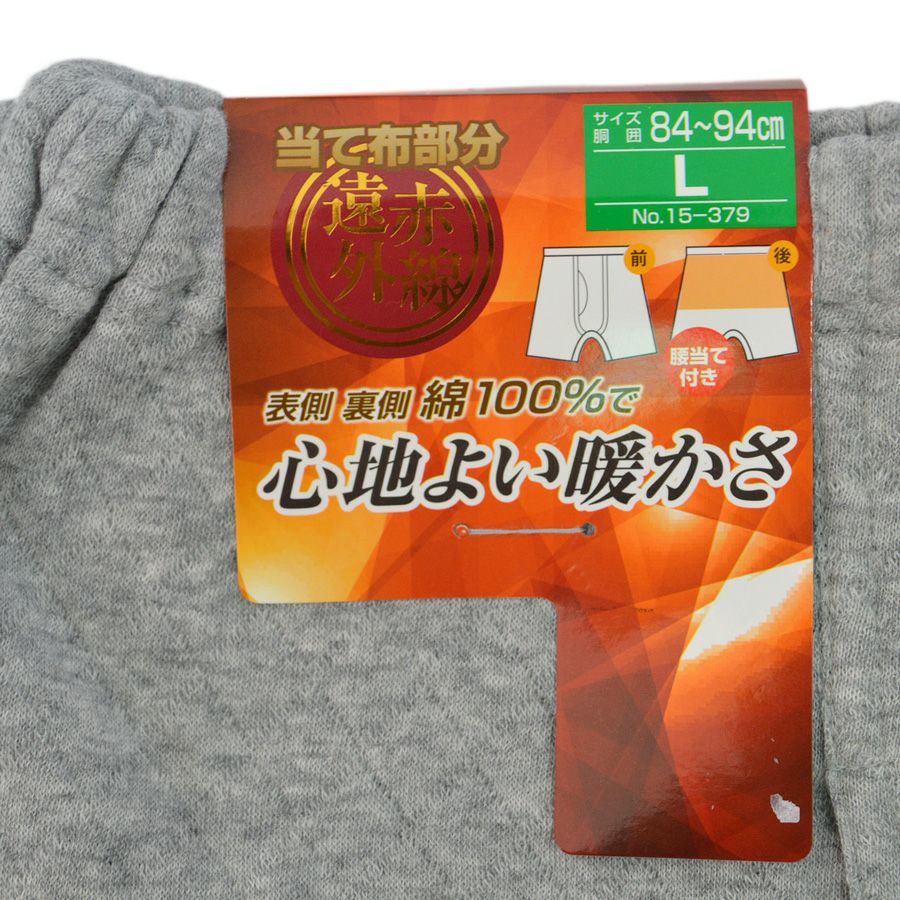 当て布部分
遠赤
外線
サイズ
胴囲 84~94cm
L
No.15-379
前
後
腰当て
付き
表側 裏側 綿100%で
心地よい暖かさ